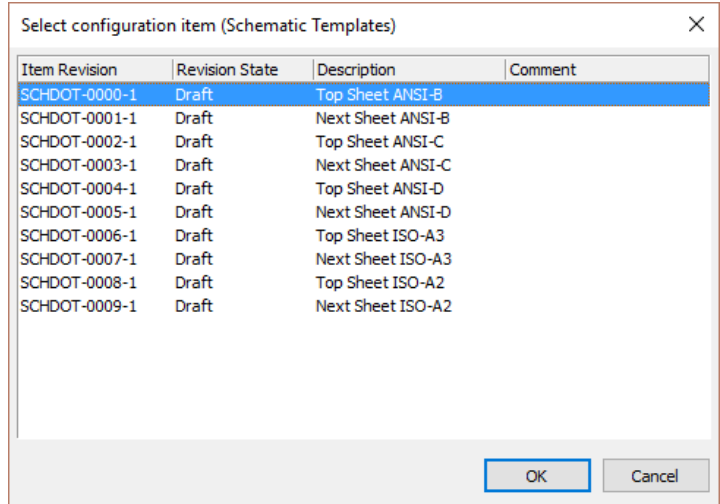 Select configuration item (Schematic Templates)
Item Revision Revision State Description Comment
SCHDOT-0000-1 Draft Top Sheet ANSI-B
SCHDOT-0001-1 Draft Next Sheet ANSI-B
SCHDOT-0002-1 Draft Top Sheet ANSI-C
SCHDOT-0003-1 Draft Next Sheet ANSI-C
SCHDOT-0004-1 Draft Top Sheet ANSI-D
SCHDOT-0005-1 Draft Next Sheet ANSI-D
SCHDOT-0006-1 Draft Top Sheet ISO-A3
SCHDOT-0007-1 Draft Next Sheet ISO-A3
SCHDOT-0008-1 Draft Top Sheet ISO-A2
SCHDOT-0009-1 Draft Next Sheet ISO-A2
OK Cancel